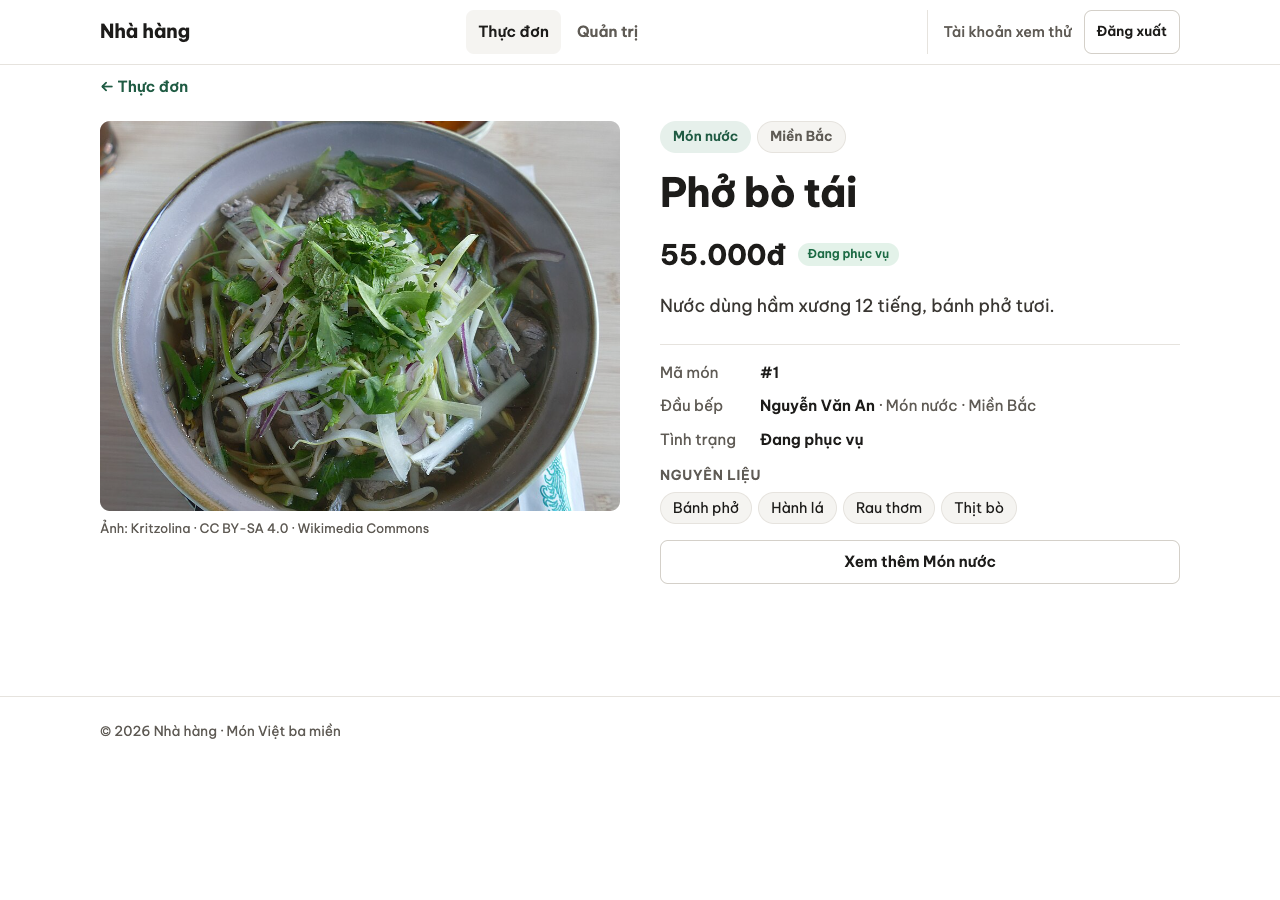 Nhà hàng
Thực đơn
Quản trị
Tài khoản xem thử
Đăng xuất
← Thực đơn
Món nước
Miền Bắc
Phở bò tái
55.000đ
Đang phục vụ
Nước dùng hầm xương 12 tiếng, bánh phở tươi.
Mã món #1
Đầu bếp Nguyễn Văn An · Món nước · Miền Bắc
Tình trạng Đang phục vụ
NGUYÊN LIỆU
Bánh phở
Hành lá
Rau thơm
Thịt bò
Ảnh: Kritzolina · CC BY-SA 4.0 · Wikimedia Commons
Xem thêm Món nước
© 2026 Nhà hàng · Món Việt ba miền